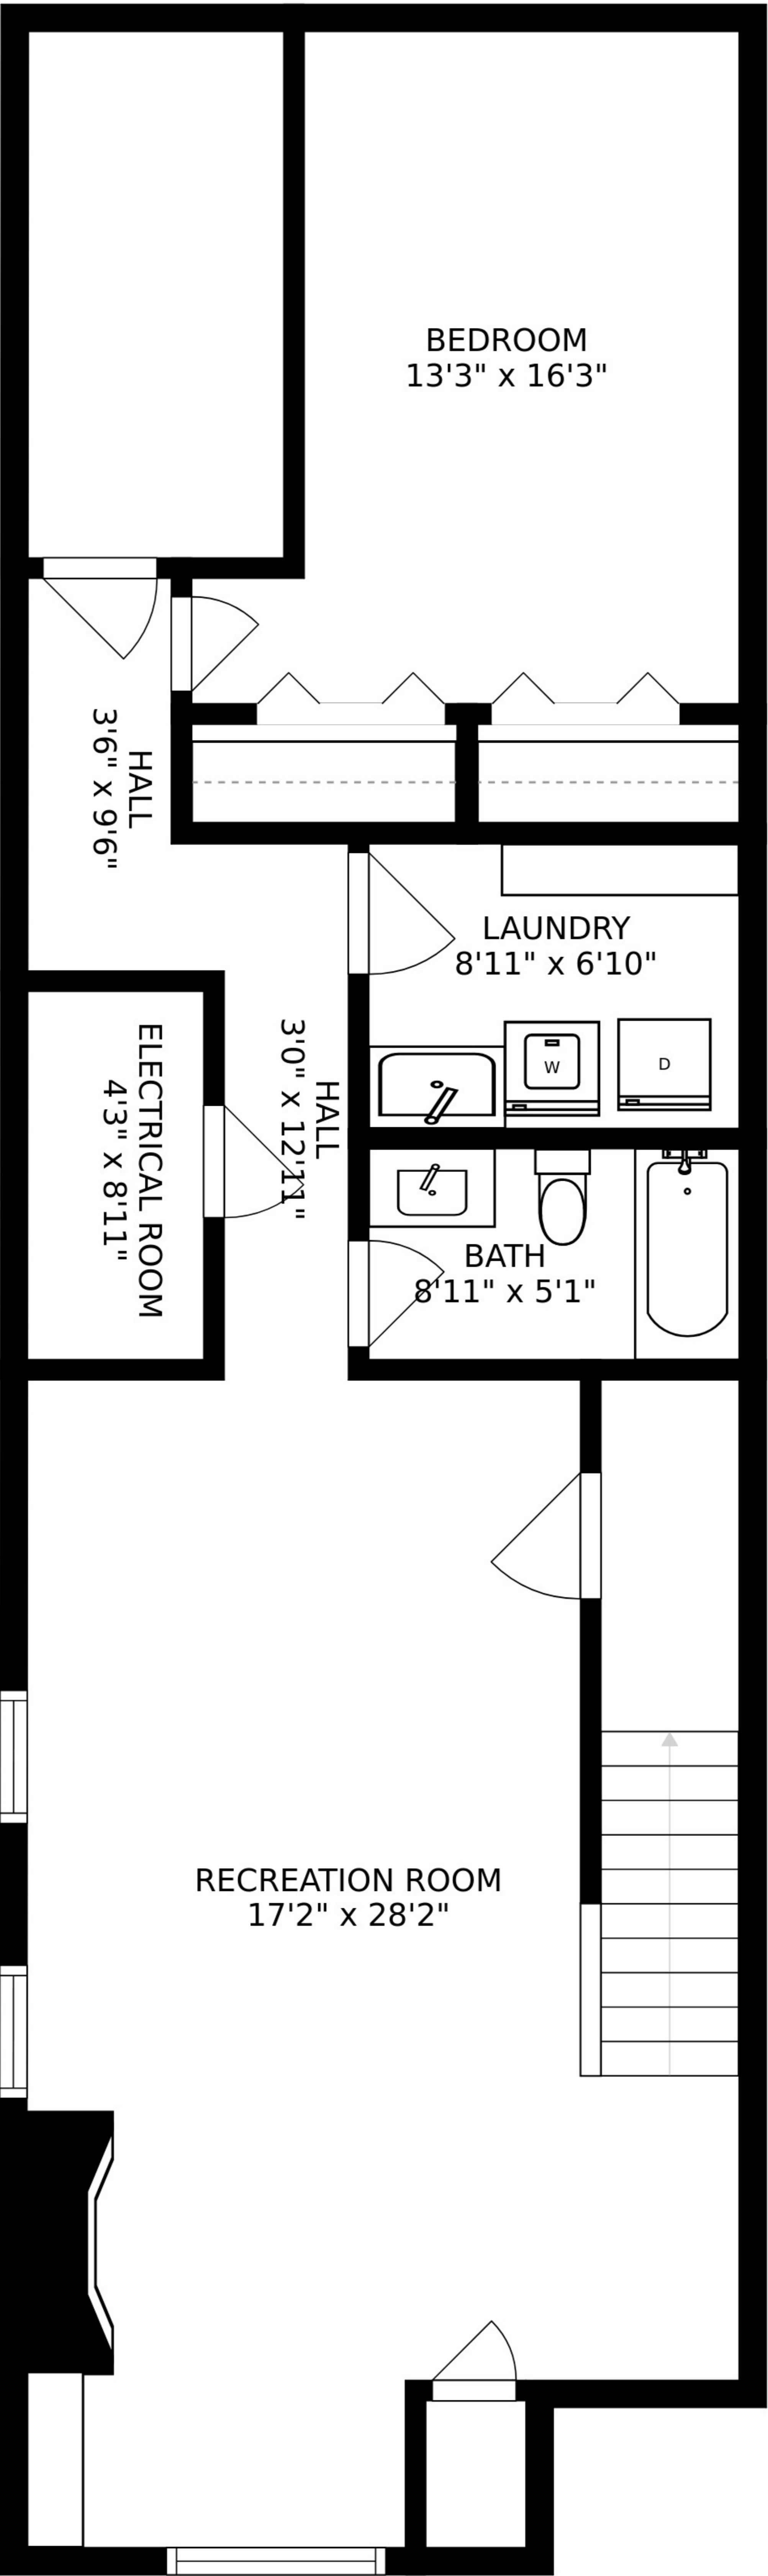 BEDROOM
13'3" x 16'3"
HALL
3'6" x 9'6"
LAUNDRY
8'11" x 6'10"
W
D
ELECTRICAL ROOM
4'3" x 8'11"
HALL
3'0" x 12'11"
BATH
8'11" x 5'1"
RECREATION ROOM
17'2" x 28'2"